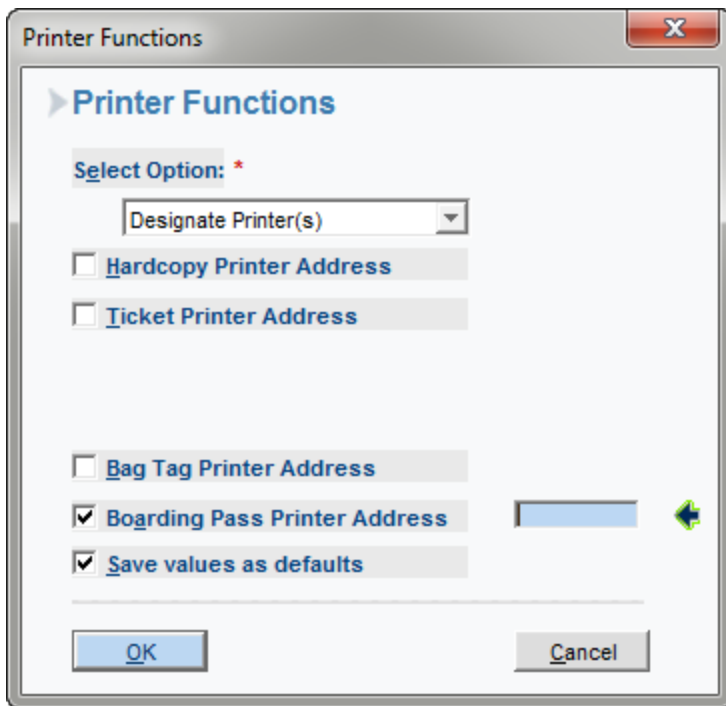 Printer Functions
Printer Functions
Select Option: *
Designate Printer(s)
Hardcopy Printer Address
Ticket Printer Address
Bag Tag Printer Address
Boarding Pass Printer Address
Save values as defaults
OK
Cancel